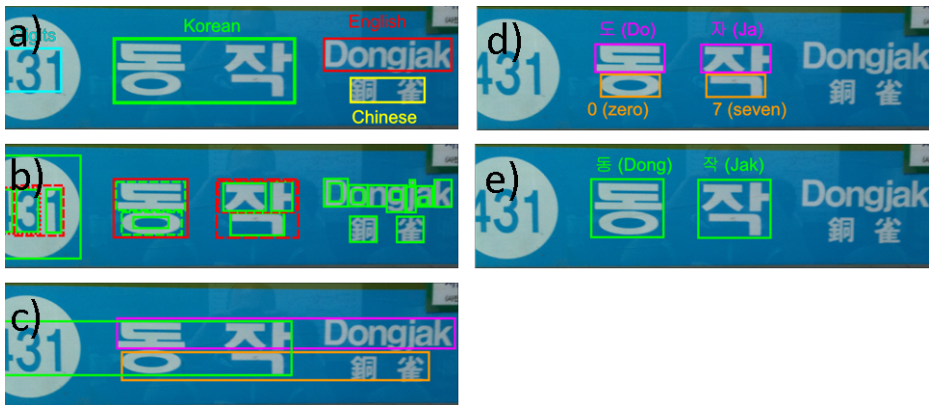 a)
Korean English
431 동 작 Dongjak
銅 雀
Chinese
b)
431 동 작 Dongjak
銅 雀
c)
431 동 작 Dongjak
銅 雀
d)
도 (Do) 자 (Ja)
431 동 작 Dongjak
銅 雀
0 (zero) 7 (seven)
e)
동 (Dong) 작 (Jak)
431 동 작 Dongjak
銅 雀